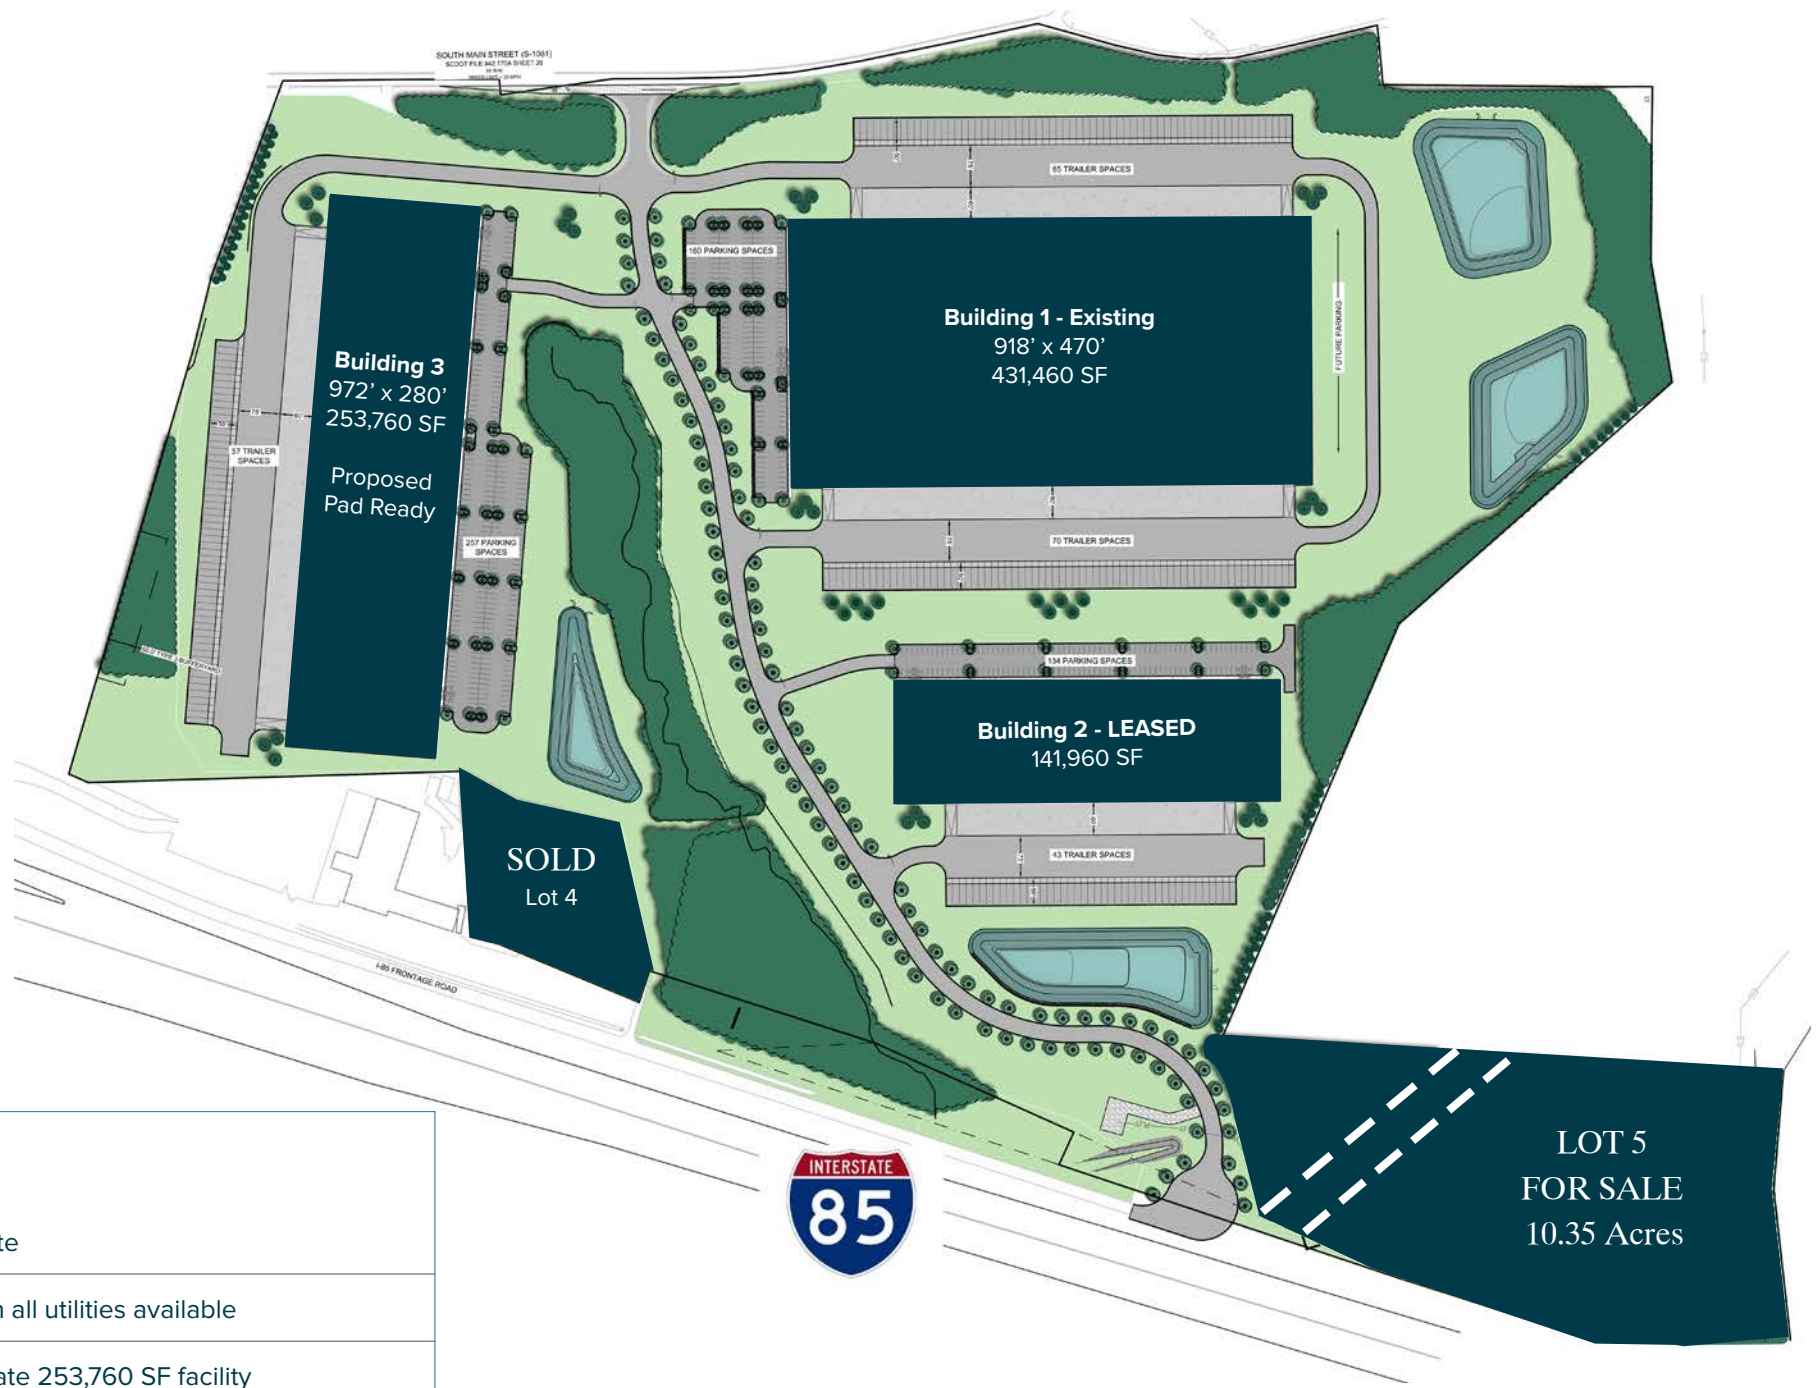 SOUTH MAIN STREET (S-1081)
65 TRAILER SPACES
160 PARKING SPACES
Building 1 - Existing
918’ x 470’
431,460 SF
FUTURE PARKING
Building 3
972’ x 280’
253,760 SF
Proposed
Pad Ready
57 TRAILER
SPACES
257 PARKING
SPACES
70 TRAILER SPACES
134 PARKING SPACES
Building 2 - LEASED
141,960 SF
43 TRAILER SPACES
SOLD
Lot 4
I-85 FRONTAGE ROAD
INTERSTATE
85
LOT 5
FOR SALE
10.35 Acres
te
all utilities available
ate 253,760 SF facility